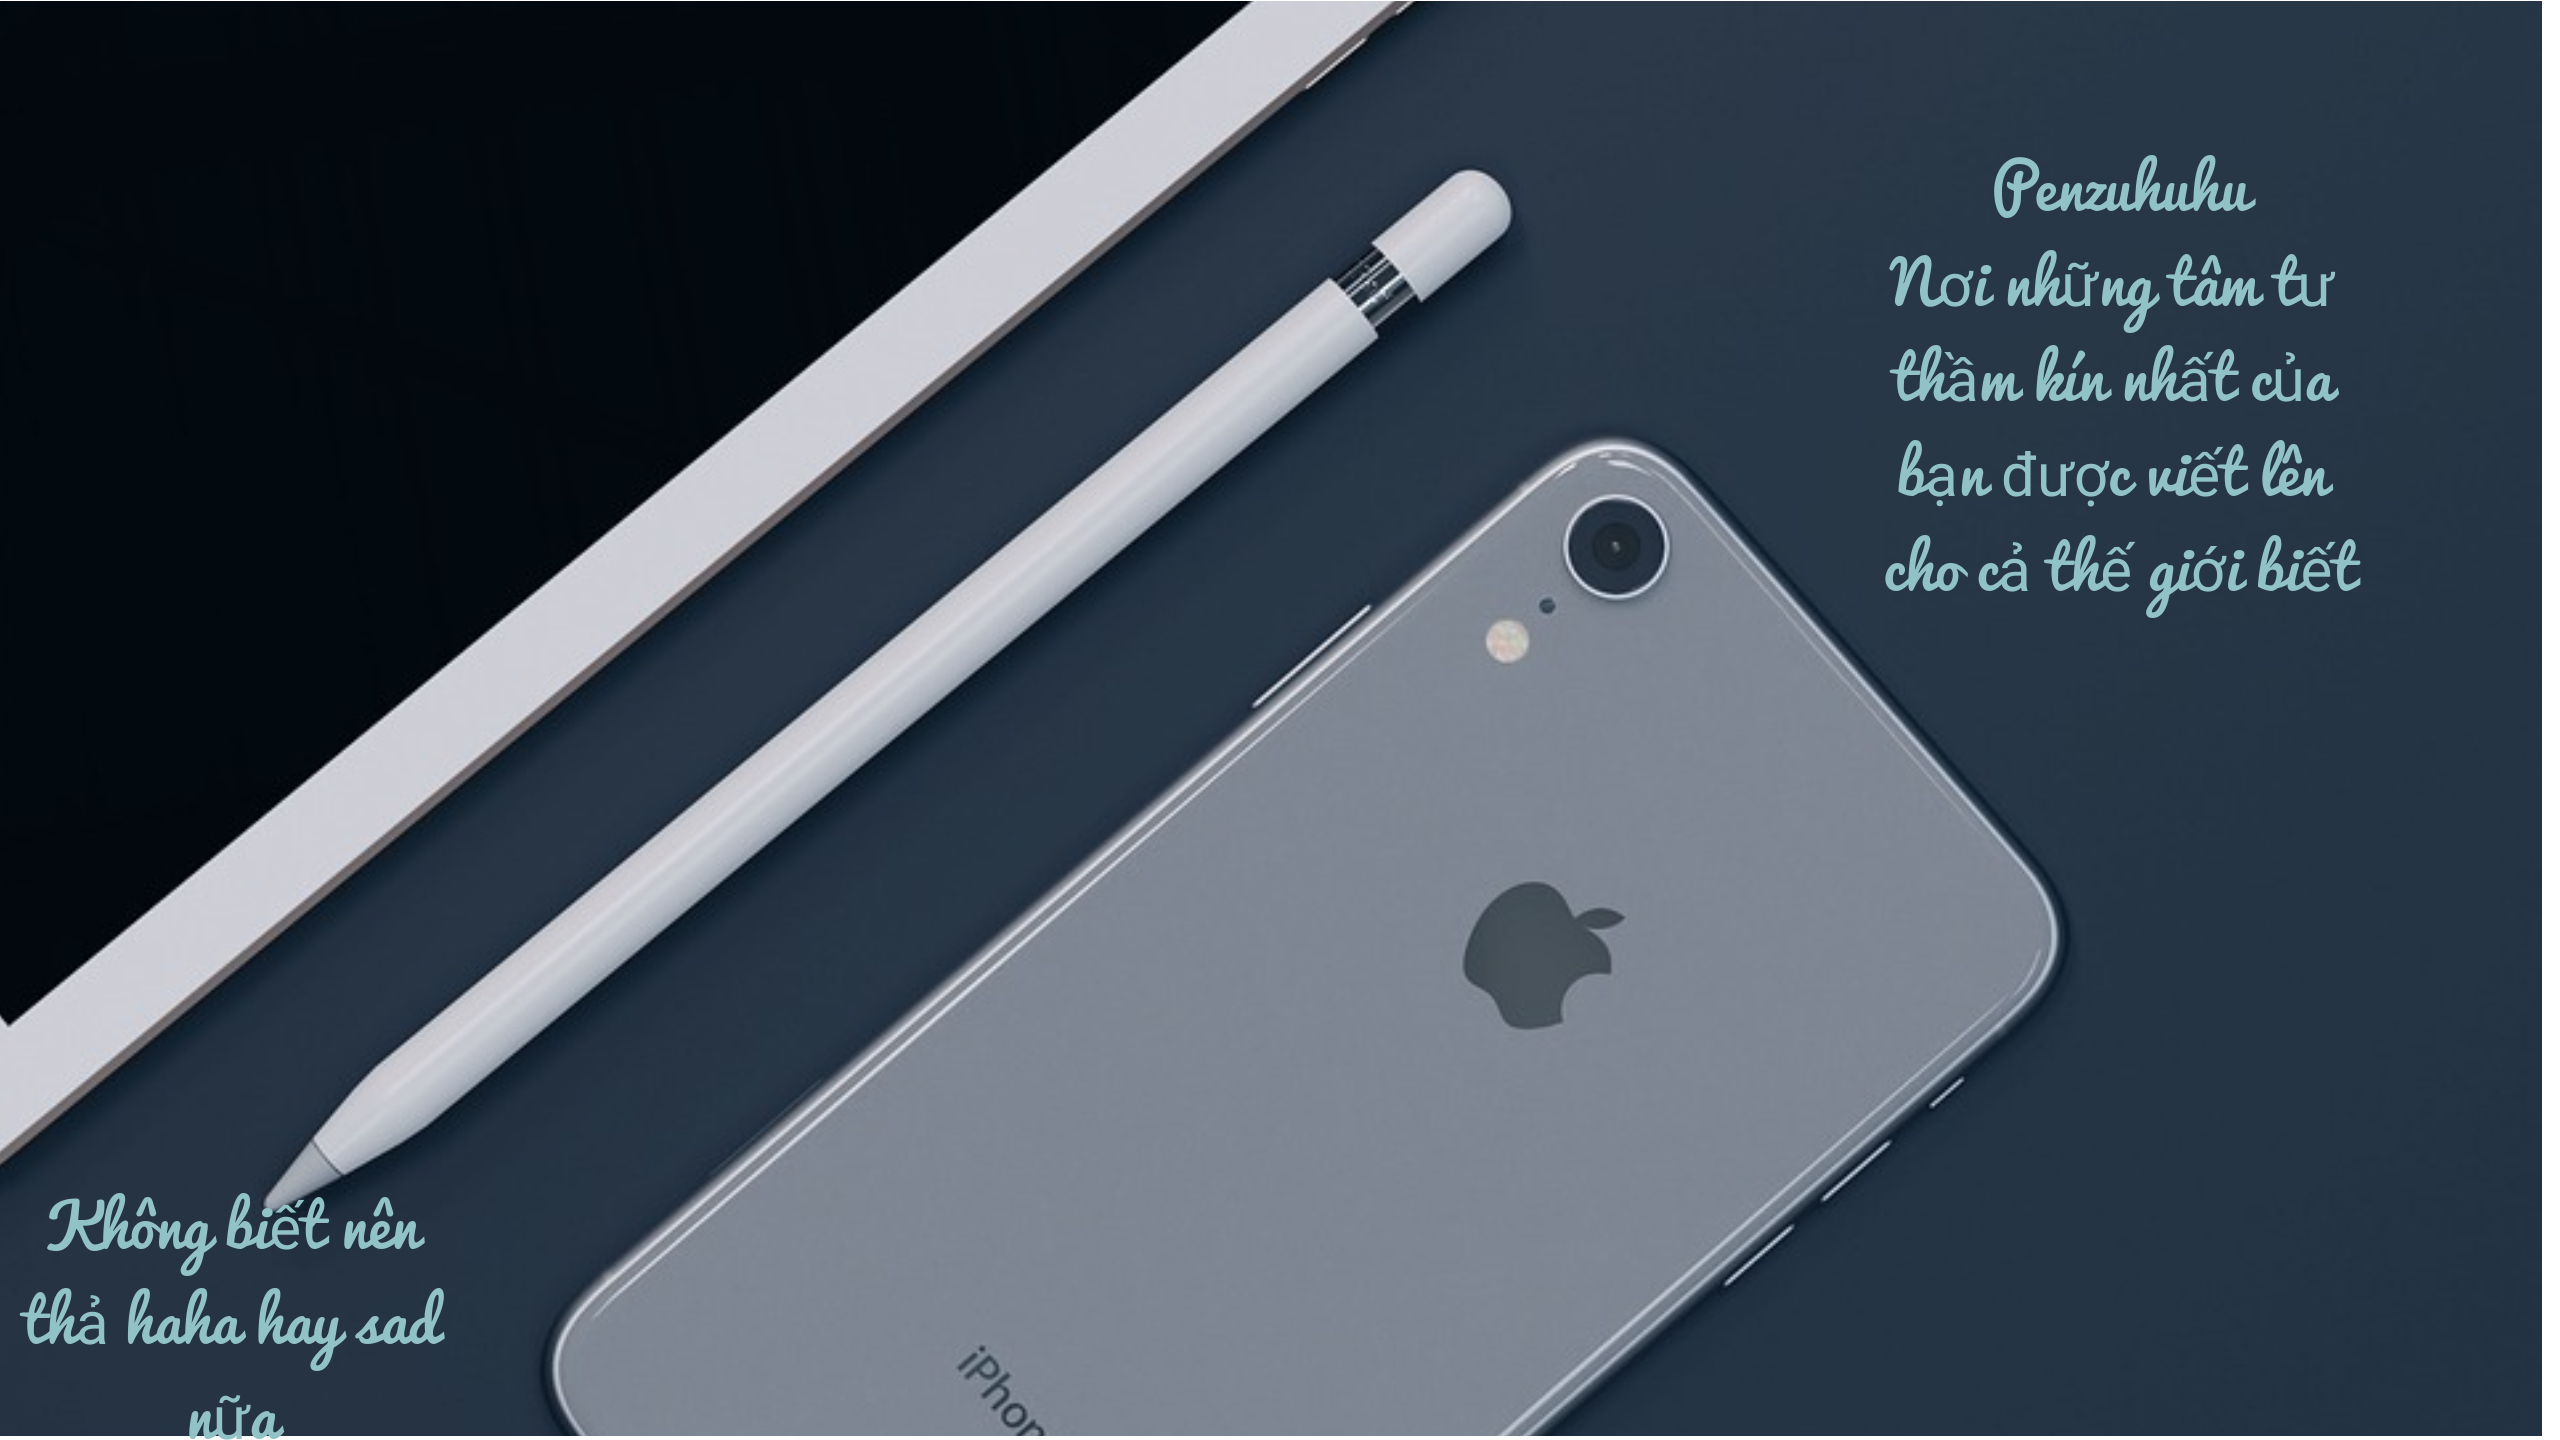 Penzuhuhu
Nơi những tâm tư
thầm kín nhất của
bạn được viết lên
cho cả thế giới biết
Không biết nên
thả haha hay sad
nữa